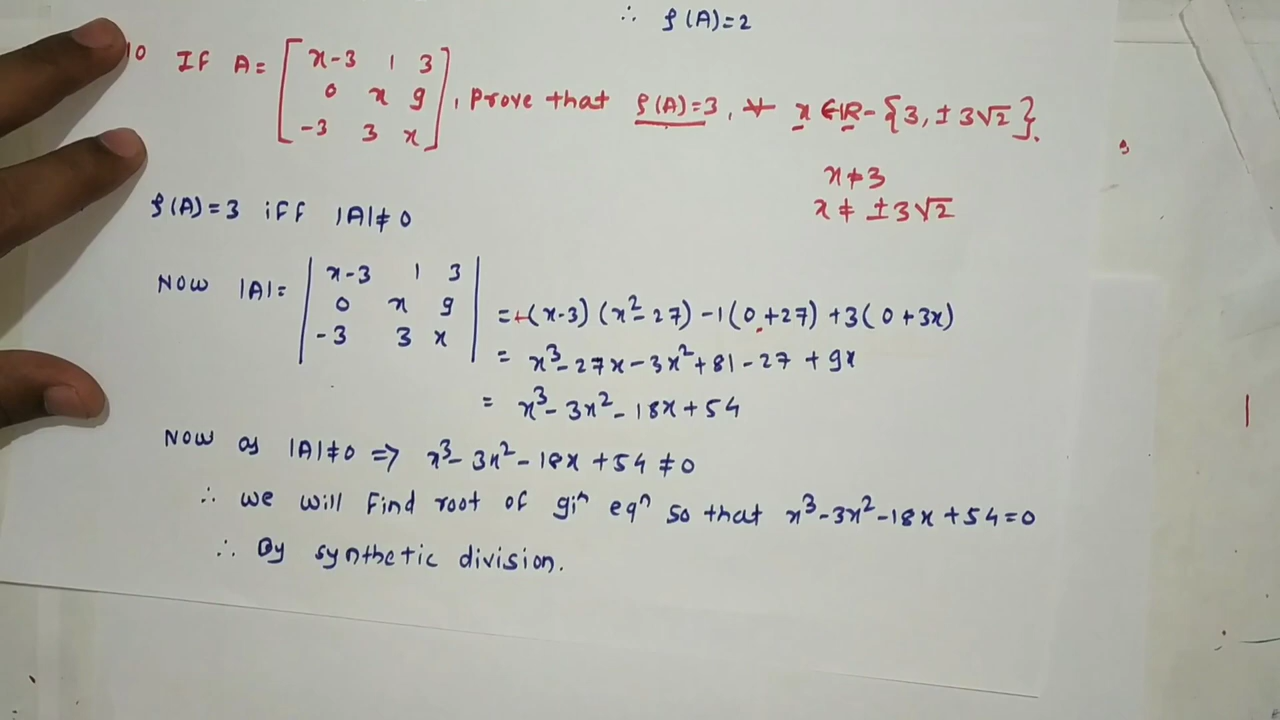 ∴ ρ(A)=2
10 If A= [ x-3 1 3
0 x 9
-3 3 x ], prove that ρ(A)=3, ∀ x ∈ IR - {3, ± 3√2}.
x ≠ 3
x ≠ ± 3√2
ρ(A) = 3 iff |A| ≠ 0
Now |A| = | x-3 1 3
0 x 9
-3 3 x |
= +(x-3) (x²-27) -1(0+27) +3(0+3x)
= x³-27x-3x²+81-27+9x
= x³-3x²-18x+54
Now as |A| ≠ 0 => x³-3x²-18x+54 ≠ 0
∴ we will find root of giⁿ eqⁿ so that x³-3x²-18x+54=0
∴ By synthetic division.